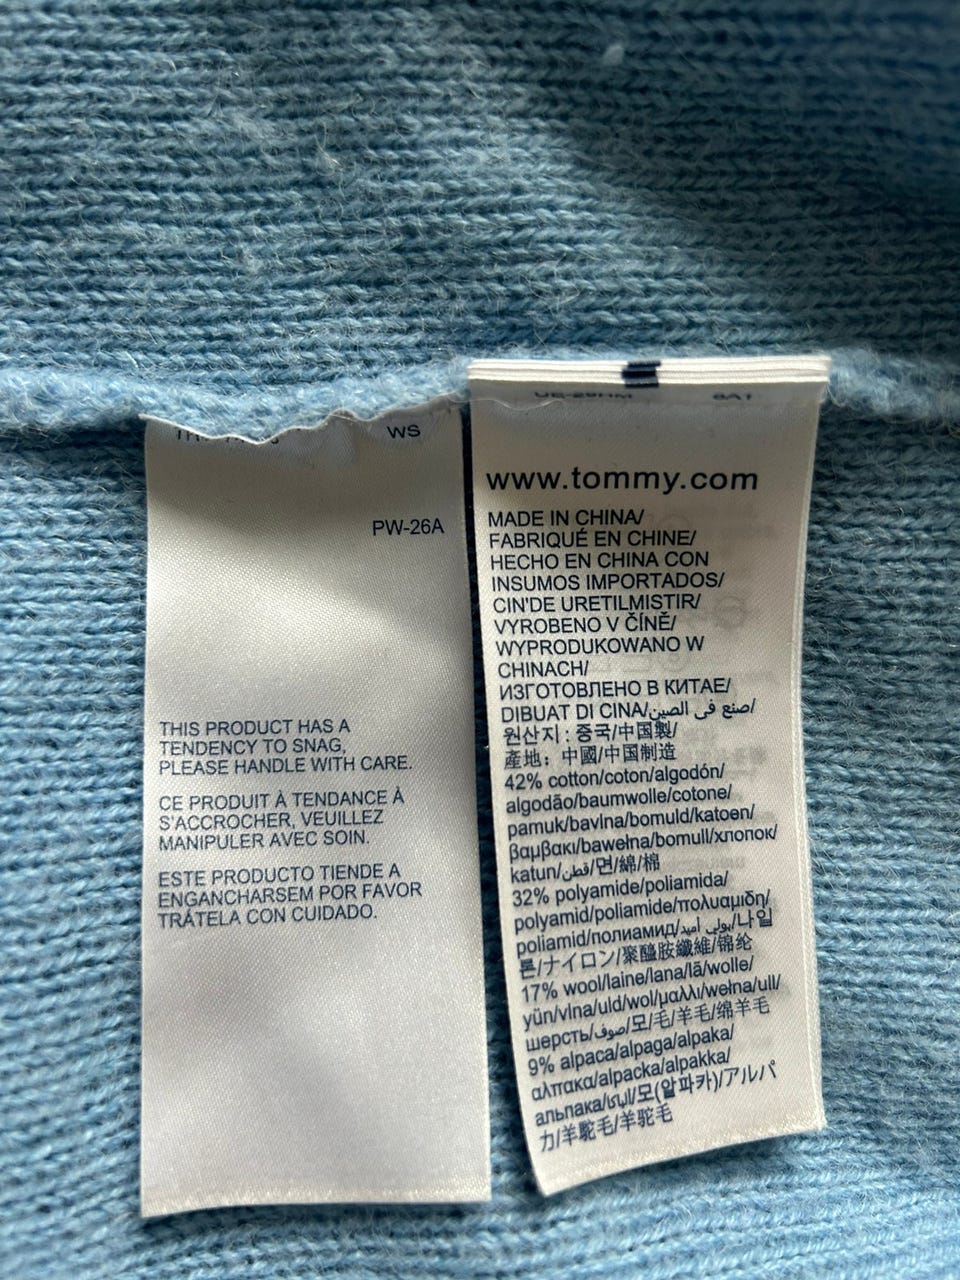 WS
PW-26A
THIS PRODUCT HAS A
TENDENCY TO SNAG,
PLEASE HANDLE WITH CARE.
CE PRODUIT À TENDANCE À
S'ACCROCHER, VEUILLEZ
MANIPULER AVEC SOIN.
ESTE PRODUCTO TIENDE A
ENGANCHARSEM POR FAVOR
TRÁTELA CON CUIDADO.
www.tommy.com
MADE IN CHINA/
FABRIQUÉ EN CHINE/
HECHO EN CHINA CON
INSUMOS IMPORTADOS/
CIN'DE URETILMISTIR/
VYROBENO V ČÍNĚ/
WYPRODUKOWANO W
CHINACH/
ИЗГОТОВЛЕНО В КИТАЕ/
DIBUAT DI CINA/صنع في الصين/
원산지 : 중국/中国製/
產地: 中國/中国制造
42% cotton/coton/algodón/
algodão/baumwolle/cotone/
pamuk/bavlna/bomuld/katoen/
βαμβακι/bawełna/bomull/хлопок/
katun/قطن/면/綿/棉
32% polyamide/poliamida/
polyamid/poliamide/πολυαμιδη/
poliamid/полиамид/بولي أميد/나일
론/ナイロン/聚醯胺纖維/锦纶
17% wool/laine/lana/lã/wolle/
yün/vlna/uld/wol/μαλλι/wełna/ull/
шерсть/صوف/모/毛/羊毛/绵羊毛
9% alpaca/alpaga/alpaka/
αλπακα/alpacka/alpakka/
альпака/الباكا/모(알파카)/アルパ
カ/羊駝毛/羊驼毛